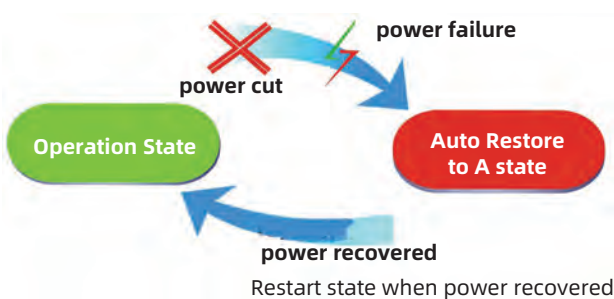 power failure
power cut
Operation State
Auto Restore
to A state
power recovered
Restart state when power recovered